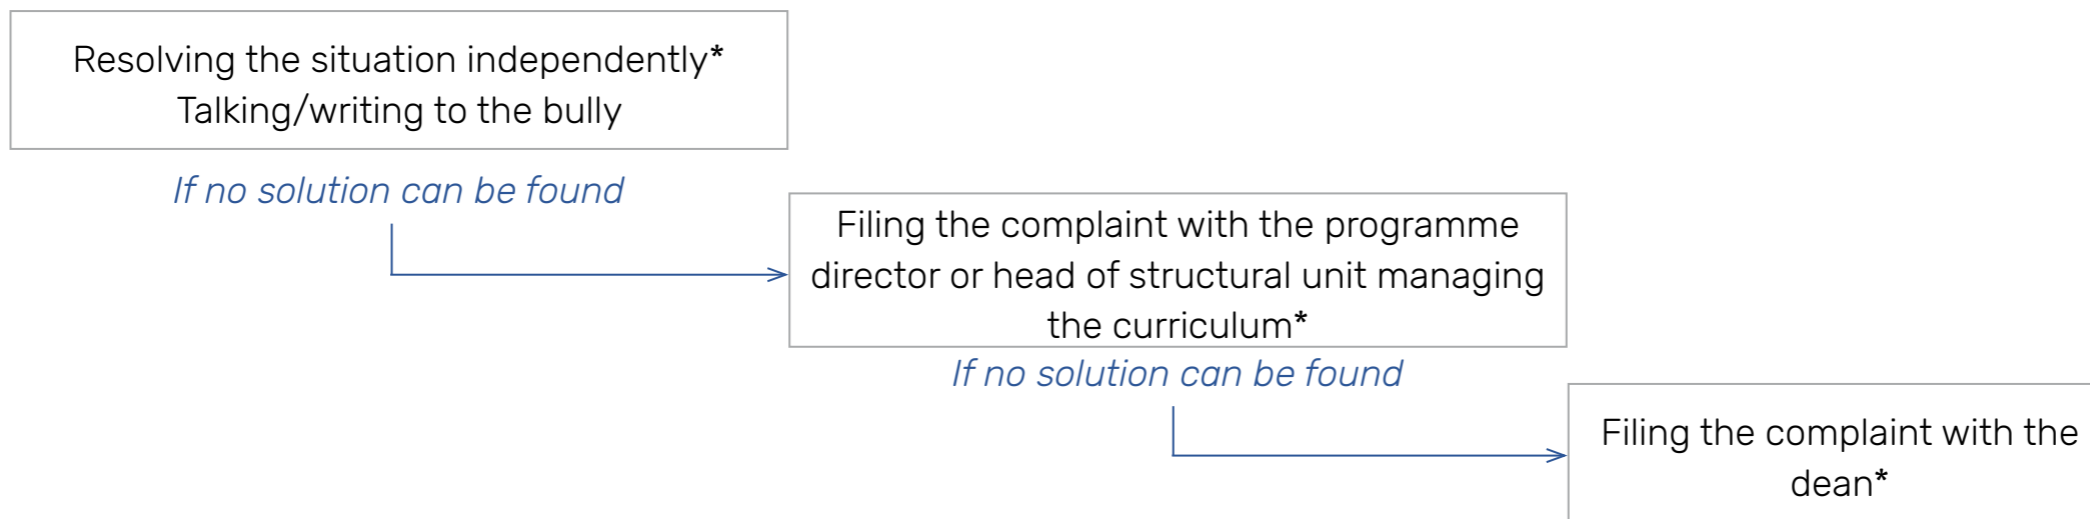 Resolving the situation independently*
Talking/writing to the bully
If no solution can be found
Filing the complaint with the programme
director or head of structural unit managing
the curriculum*
If no solution can be found
Filing the complaint with the
dean*